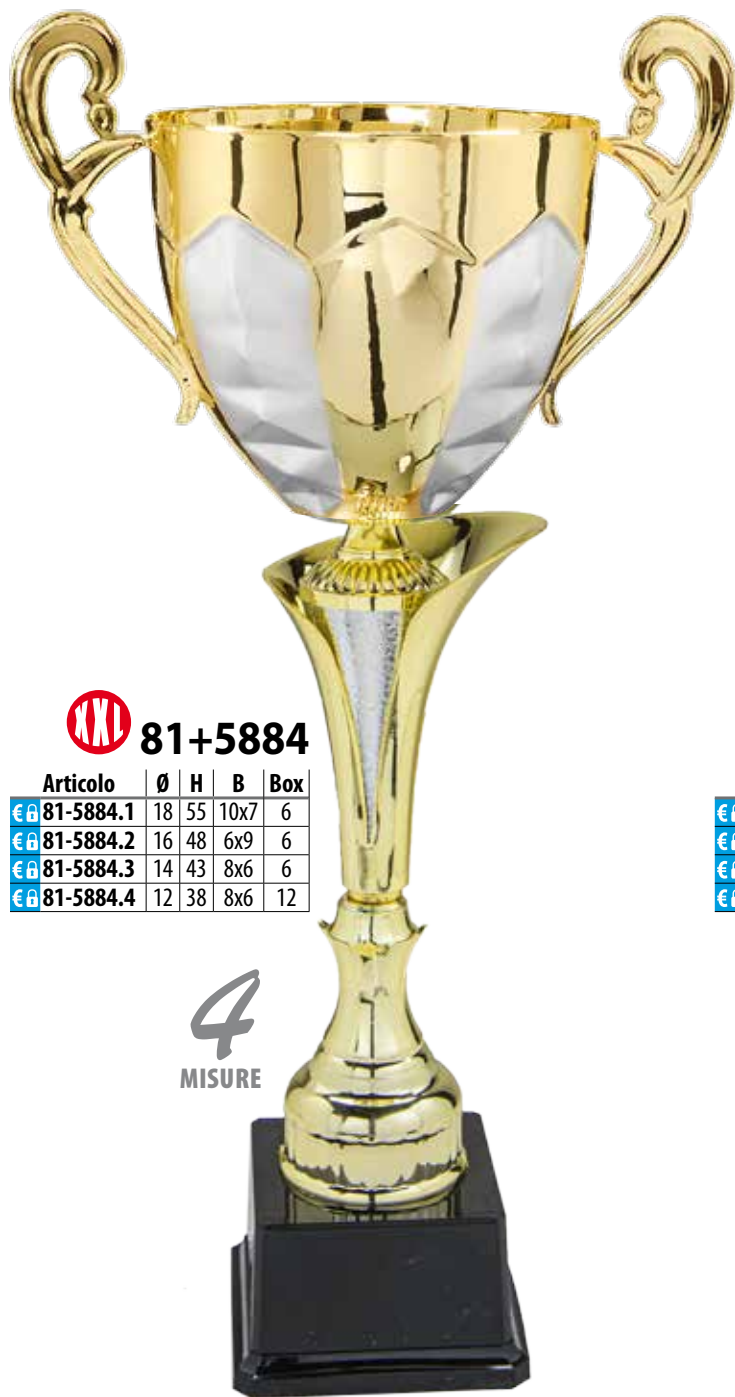 XXL 81+5884
Articolo Ø H B Box
€ 81-5884.1 18 55 10x7 6
€ 81-5884.2 16 48 6x9 6
€ 81-5884.3 14 43 8x6 6
€ 81-5884.4 12 38 8x6 12
€
€
€
€
4
MISURE